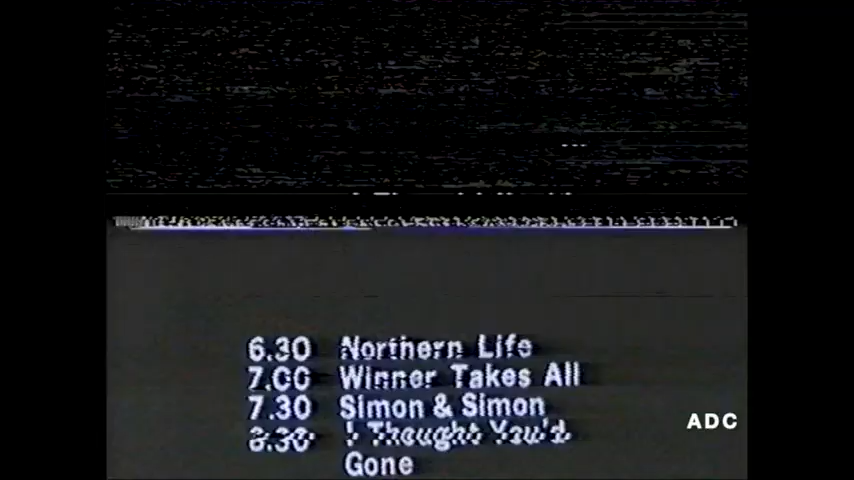 6.30 Northern Life
7.00 Winner Takes All
7.30 Simon & Simon
8.30 I Thought You'd
Gone
ADC